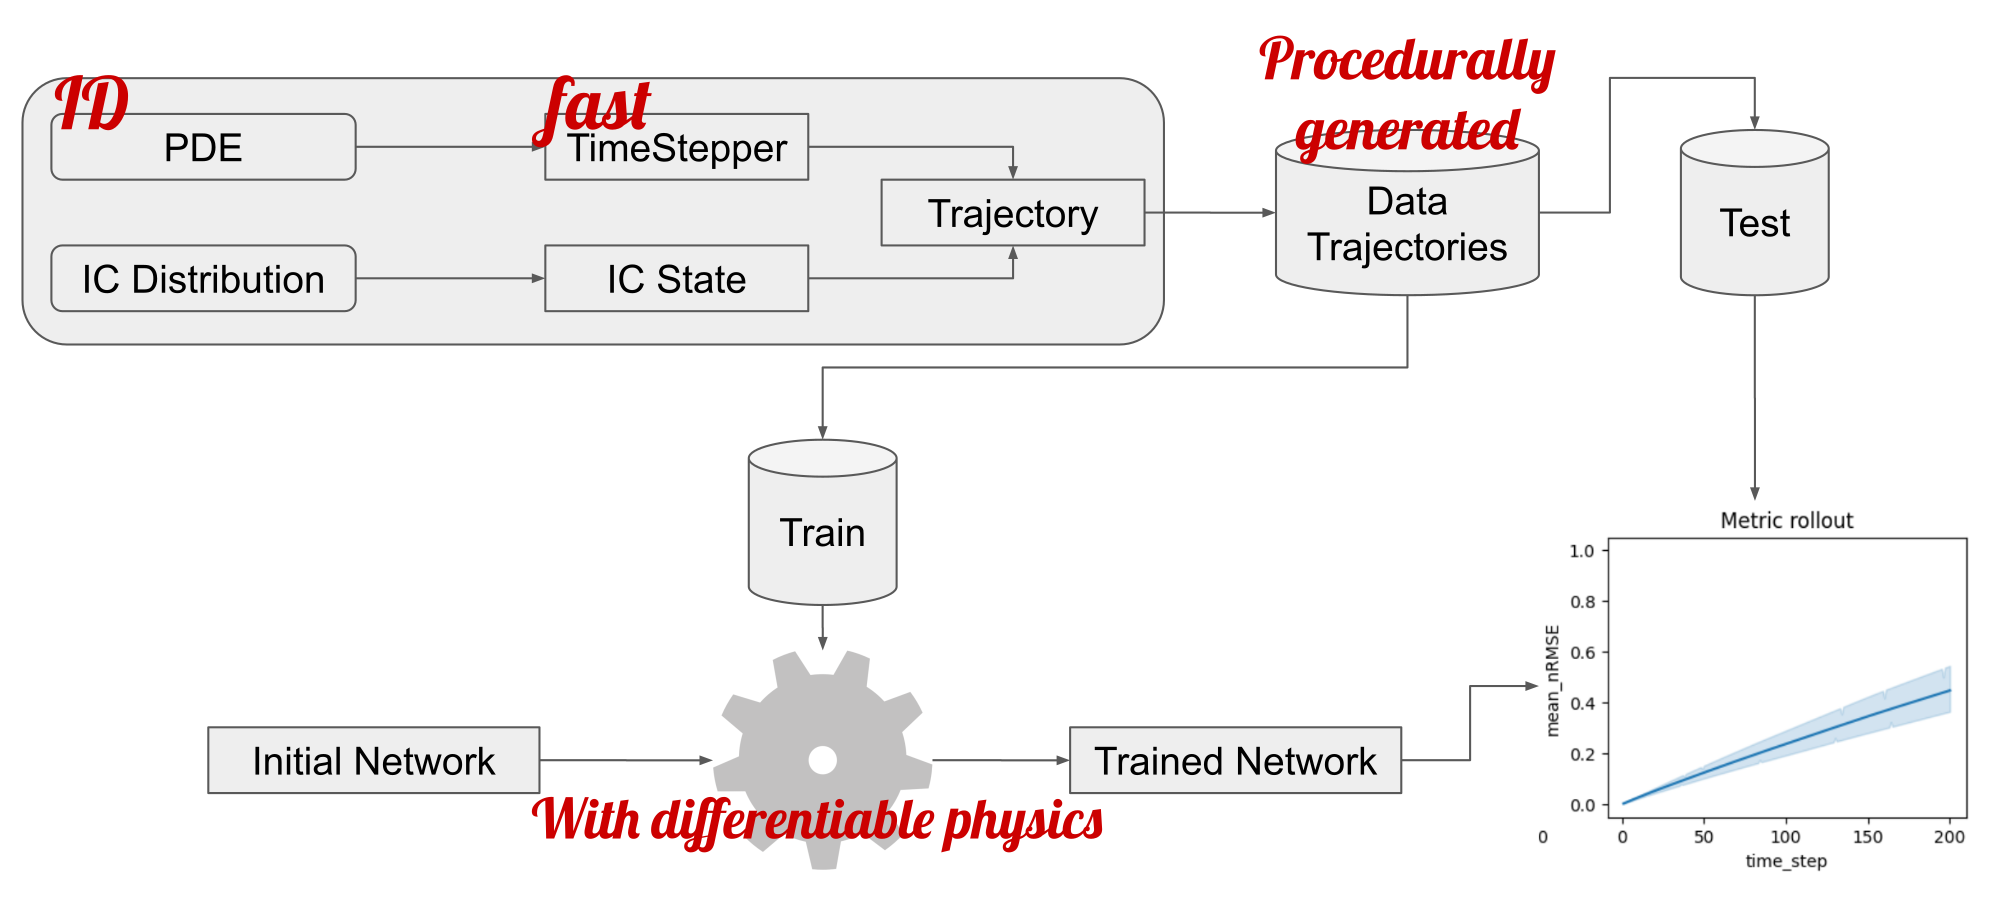 ID
fast
Procedurally
generated
PDE
TimeStepper
Trajectory
IC Distribution
IC State
Data
Trajectories
Test
Train
Initial Network
With differentiable physics
Trained Network
Metric rollout
mean_nRMSE
1.0
0.8
0.6
0.4
0.2
0.0
0
0
50
100
150
200
time_step